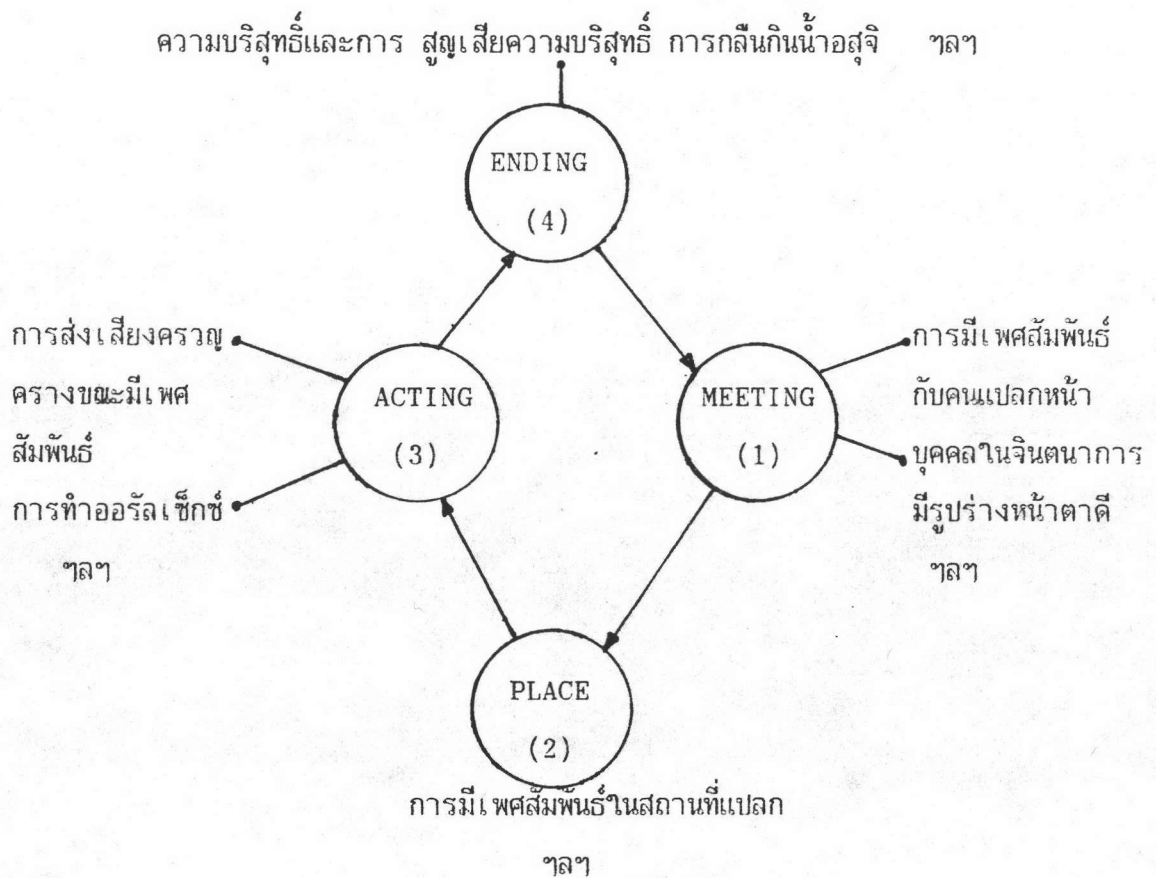 ความบริสุทธิ์และการ สูญเสียความบริสุทธิ์ การกลืนกินน้ำอสุจิ ฯลฯ
ENDING
(4)
การส่งเสียงครวญ
ครางขณะมีเพศ
สัมพันธ์
การทำออรัลเซ็กซ์
ฯลฯ
ACTING
(3)
MEETING
(1)
การมีเพศสัมพันธ์
กับคนแปลกหน้า
บุคคลในจินตนาการ
มีรูปร่างหน้าตาดี
ฯลฯ
PLACE
(2)
การมีเพศสัมพันธ์ในสถานที่แปลก
ฯลฯ